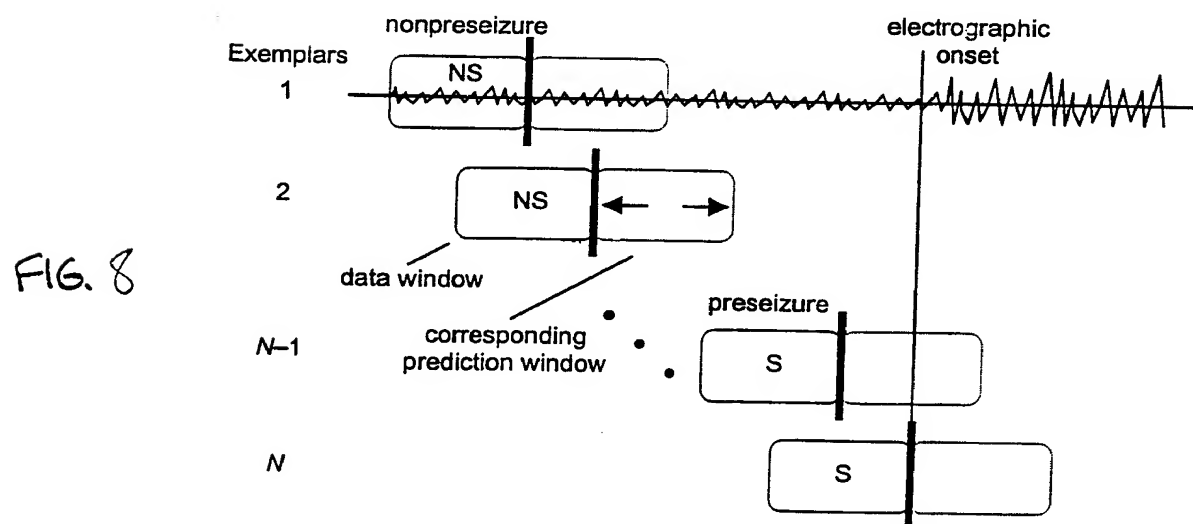 nonpreseizure
electrographic
onset
Exemplars
1
NS
2
NS
FIG. 8
data window
corresponding
prediction window
preseizure
N–1
S
N
S